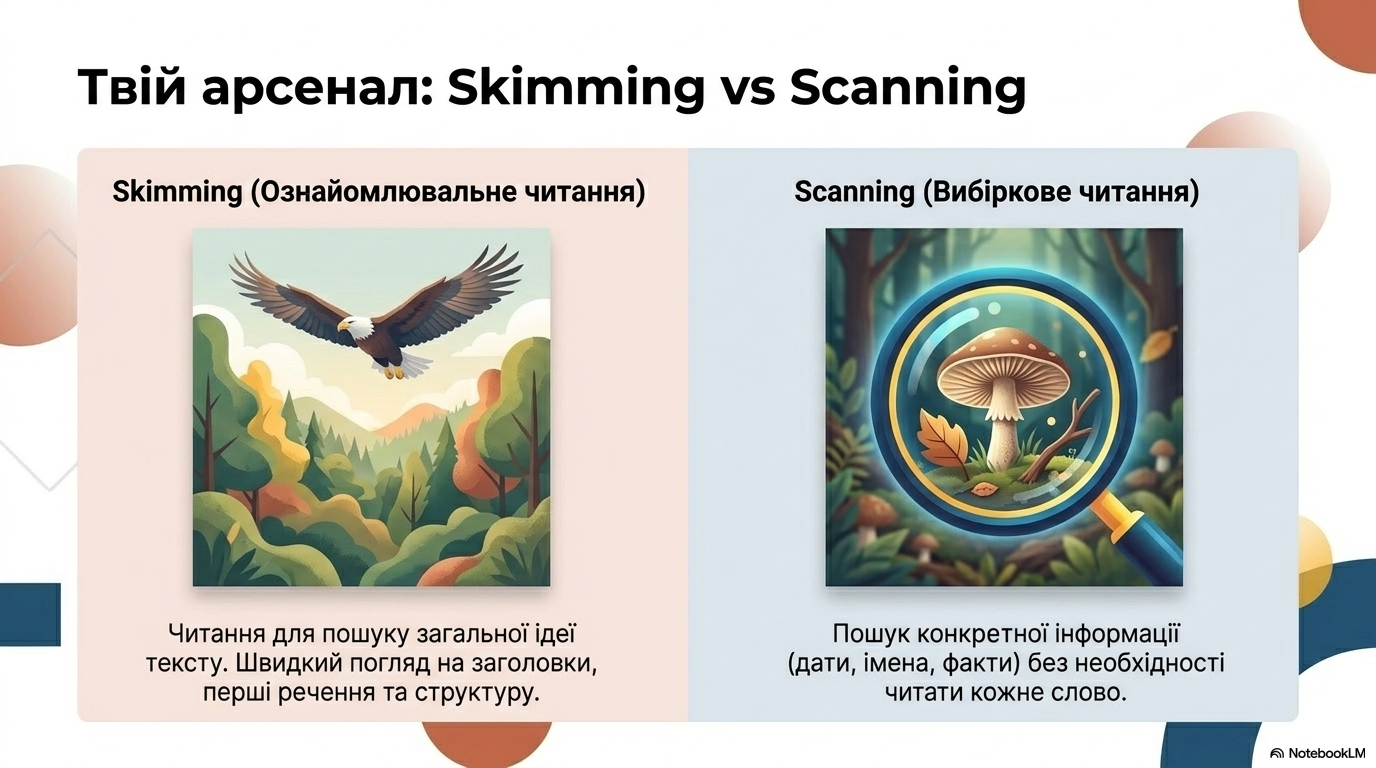 Твій арсенал: Skimming vs Scanning
Skimming (Ознайомлювальне читання)
Читання для пошуку загальної ідеї
тексту. Швидкий погляд на заголовки,
перші речення та структуру.
Scanning (Вибіркове читання)
Пошук конкретної інформації
(дати, імена, факти) без необхідності
читати кожне слово.
NotebookLM